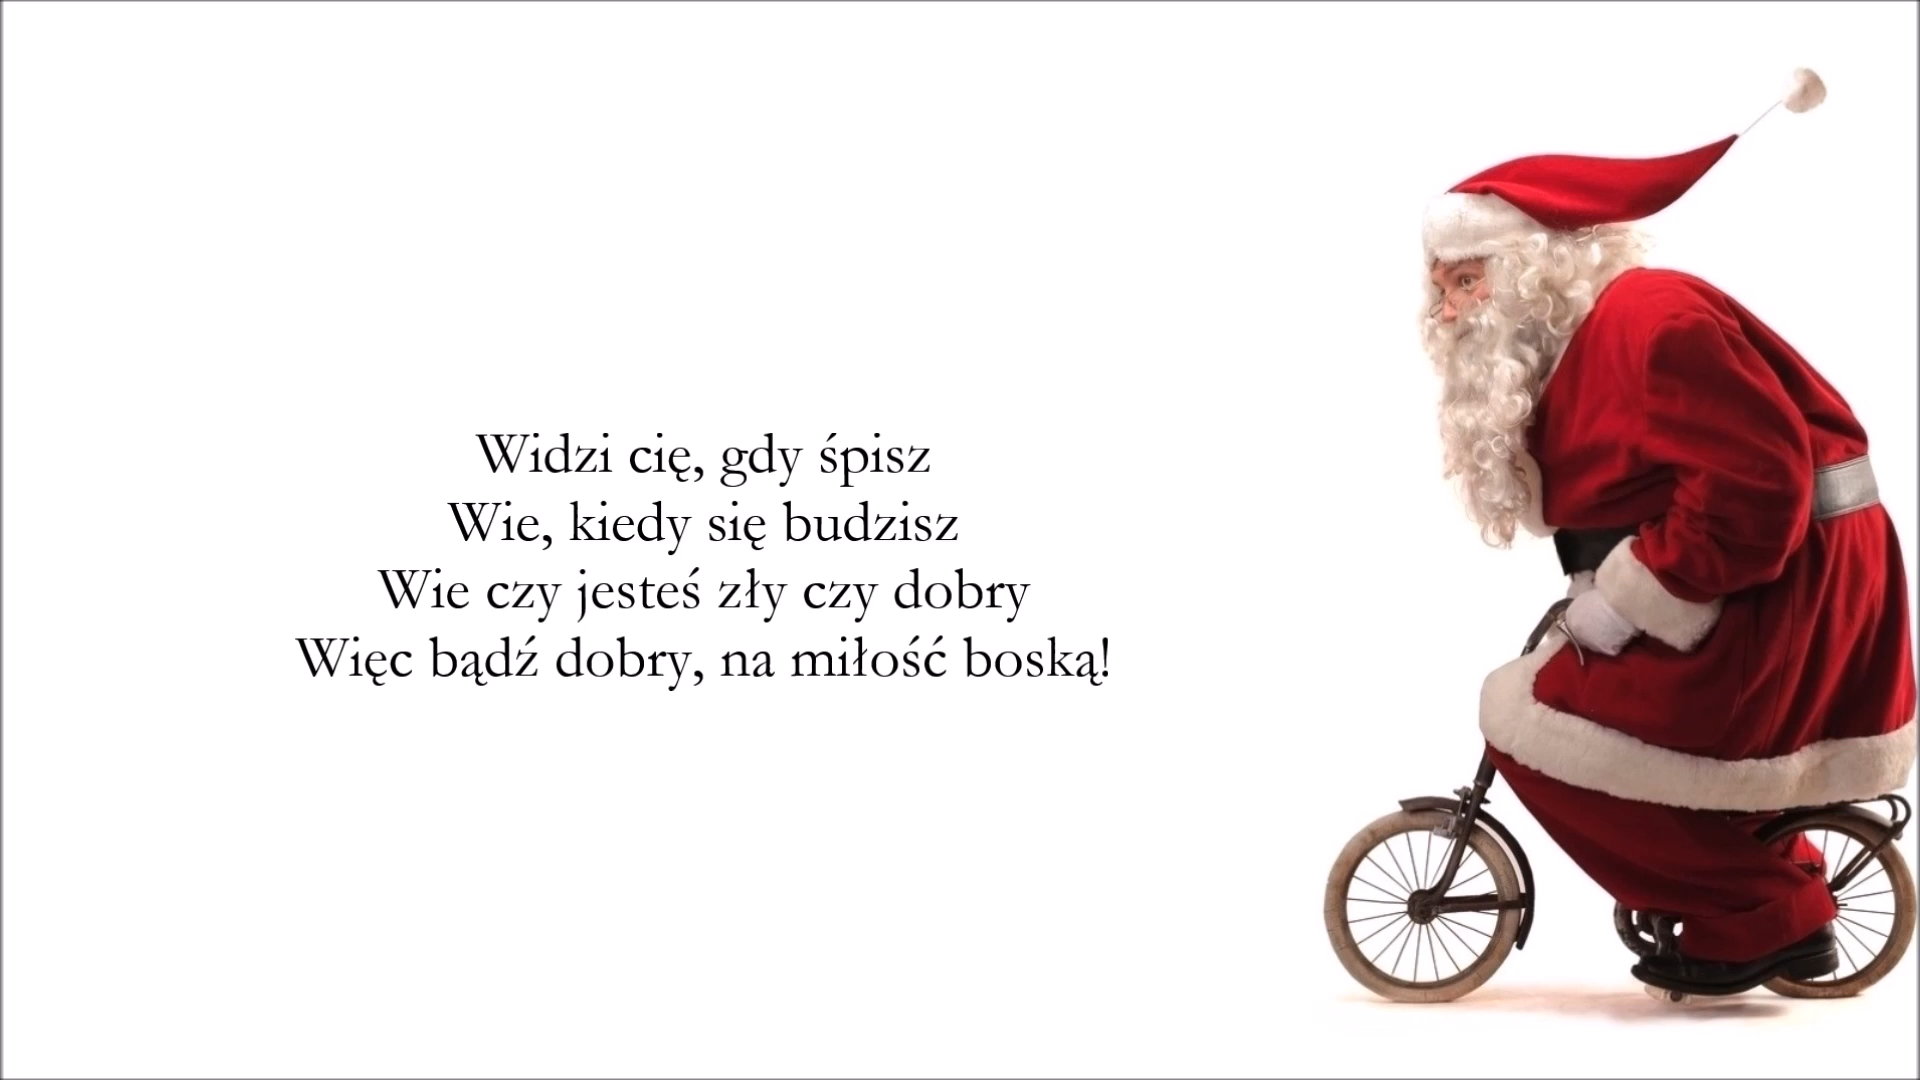 Widzi cię, gdy śpisz
Wie, kiedy się budzisz
Wie czy jesteś zły czy dobry
Więc bądź dobry, na miłość boską!